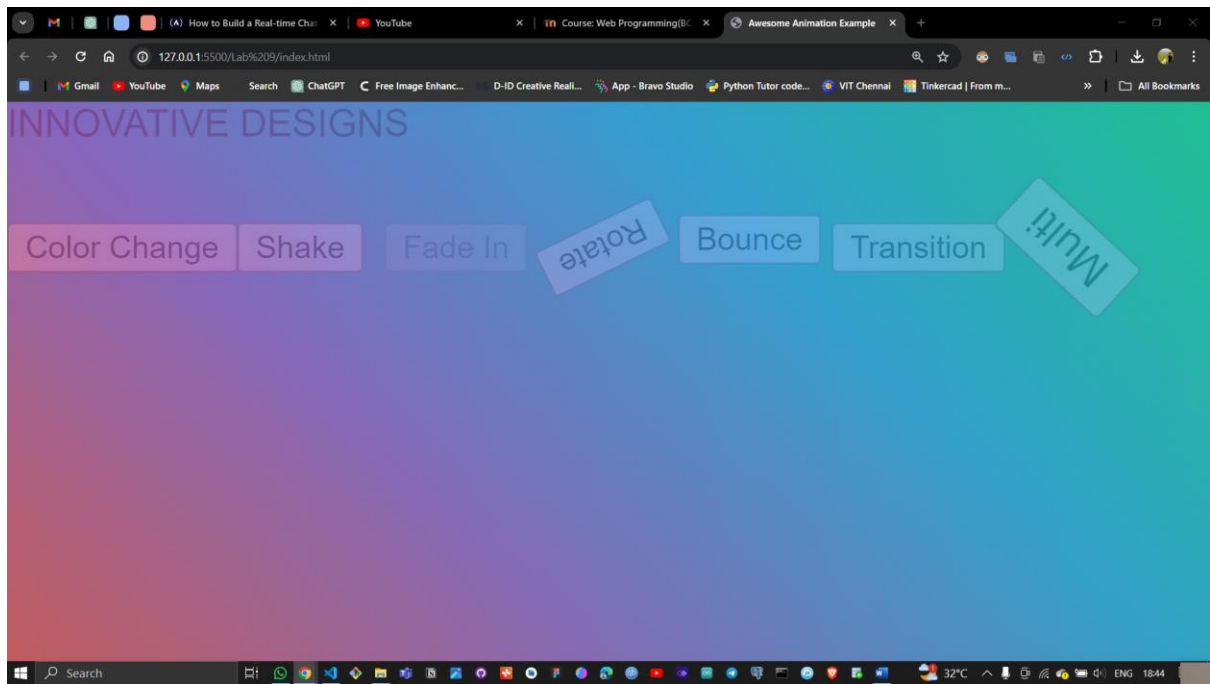 How to Build a Real-time Chat
YouTube
Course: Web Programming(BC
Awesome Animation Example
127.0.0.1:5500/Lab%209/index.html
Gmail YouTube Maps Search ChatGPT Free Image Enhanc... D-ID Creative Reali... App - Bravo Studio Python Tutor code... VIT Chennai Tinkercad | From m... » All Bookmarks
INNOVATIVE DESIGNS
Color Change Shake Fade In Rotate Bounce Transition Multi
Search 32°C ENG 18:44